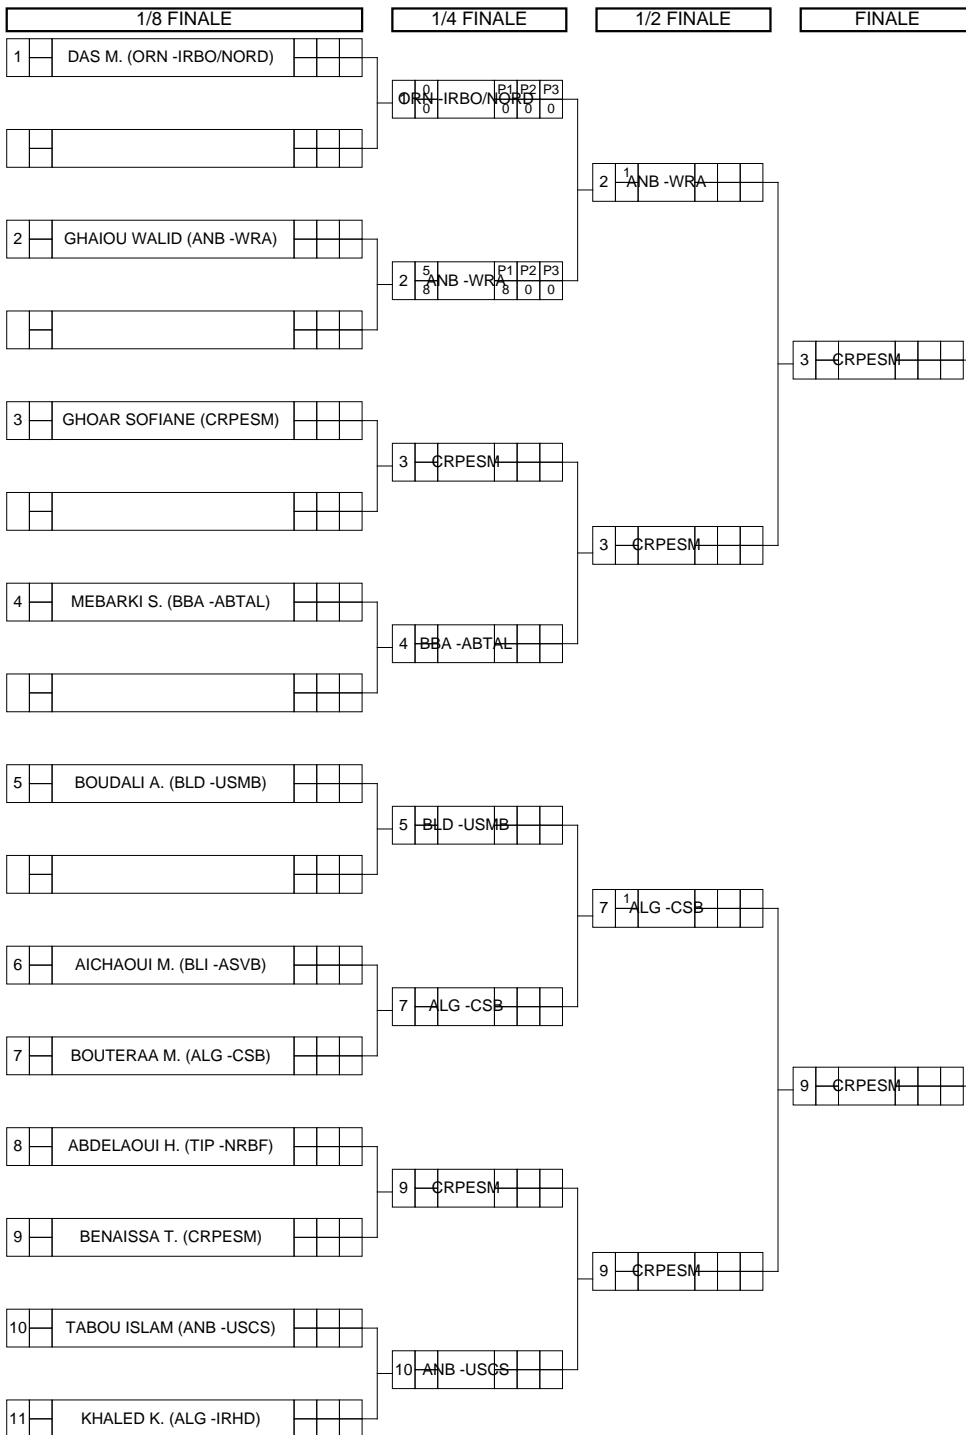 1/8 FINALE 1/4 FINALE 1/2 FINALE FINALE
1 DAS M. (ORN -IRBO/NORD)
1 0 0 ORN -IRBO/NORD P1 P2 P3
0 0 0
2 1 ANB -WRA
2 GHAIOU WALID (ANB -WRA)
2 5 8 ANB -WRA P1 P2 P3
8 0 0
3 CRPESM
3 GHOAR SOFIANE (CRPESM)
3 CRPESM
3 CRPESM
4 MEBARKI S. (BBA -ABTAL)
4 BBA -ABTAL
5 BOUDALI A. (BLD -USMB)
5 BLD -USMB
7 1 ALG -CSB
6 AICHAOUI M. (BLI -ASVB)
7 ALG -CSB
7 BOUTERAA M. (ALG -CSB)
9 CRPESM
8 ABDELAOUI H. (TIP -NRBF)
9 CRPESM
9 BENAISSA T. (CRPESM)
9 CRPESM
10 TABOU ISLAM (ANB -USCS)
10 ANB -USCS
11 KHALED K. (ALG -IRHD)